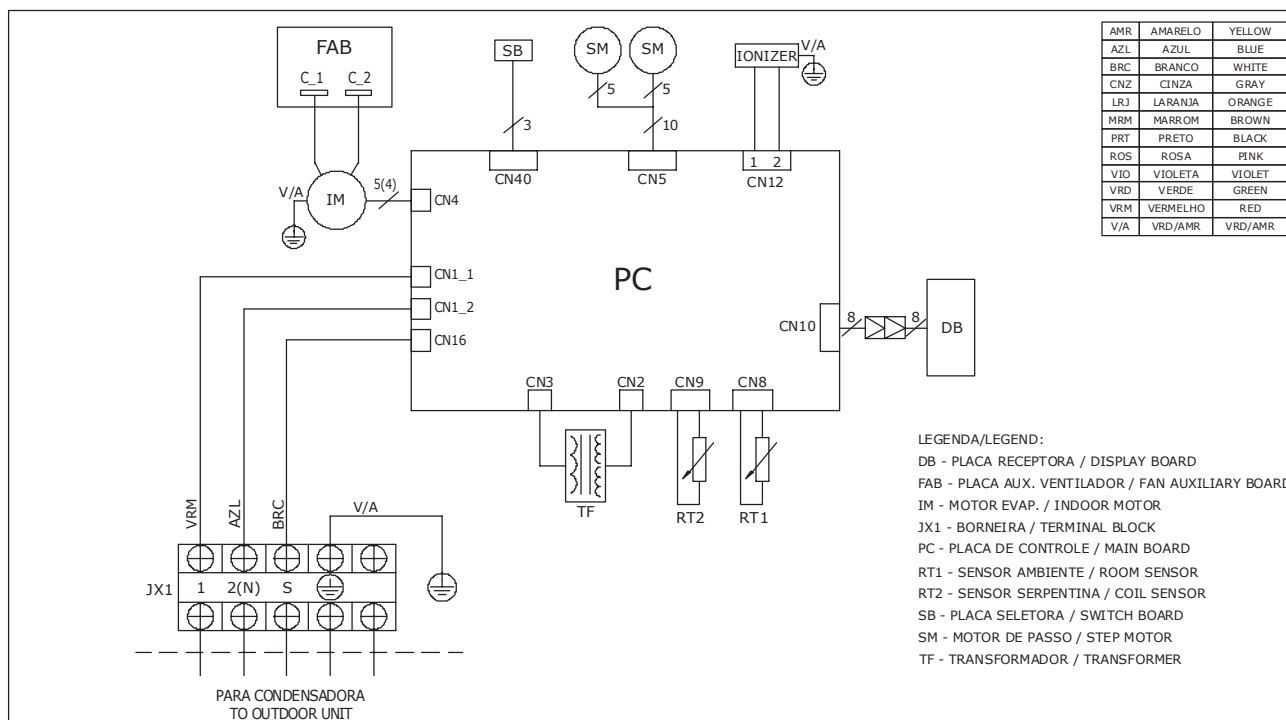 FAB
C_1 C_2
SB
SM SM
IONIZER
V/A
5 5
3
10
1 2
CN40
CN5
CN12
V/A
IM
5(4)
CN4
CN1_1
CN1_2
CN16
PC
CN10
8 8
DB
CN3
CN2
CN9
CN8
TF
RT2
RT1
VRM
AZL
BRC
V/A
JX1
1 2(N) S
PARA CONDENSADORA
TO OUTDOOR UNIT
AMR AMARELO YELLOW
AZL AZUL BLUE
BRC BRANCO WHITE
CNZ CINZA GRAY
LRJ LARANJA ORANGE
MRM MARROM BROWN
PRT PRETO BLACK
ROS ROSA PINK
VIO VIOLETA VIOLET
VRD VERDE GREEN
VRM VERMELHO RED
V/A VRD/AMR VRD/AMR
LEGENDA/LEGEND:
DB - PLACA RECEPTORA / DISPLAY BOARD
FAB - PLACA AUX. VENTILADOR / FAN AUXILIARY BOARD
IM - MOTOR EVAP. / INDOOR MOTOR
JX1 - BORNEIRA / TERMINAL BLOCK
PC - PLACA DE CONTROLE / MAIN BOARD
RT1 - SENSOR AMBIENTE / ROOM SENSOR
RT2 - SENSOR SERPENTINA / COIL SENSOR
SB - PLACA SELETORA / SWITCH BOARD
SM - MOTOR DE PASSO / STEP MOTOR
TF - TRANSFORMADOR / TRANSFORMER